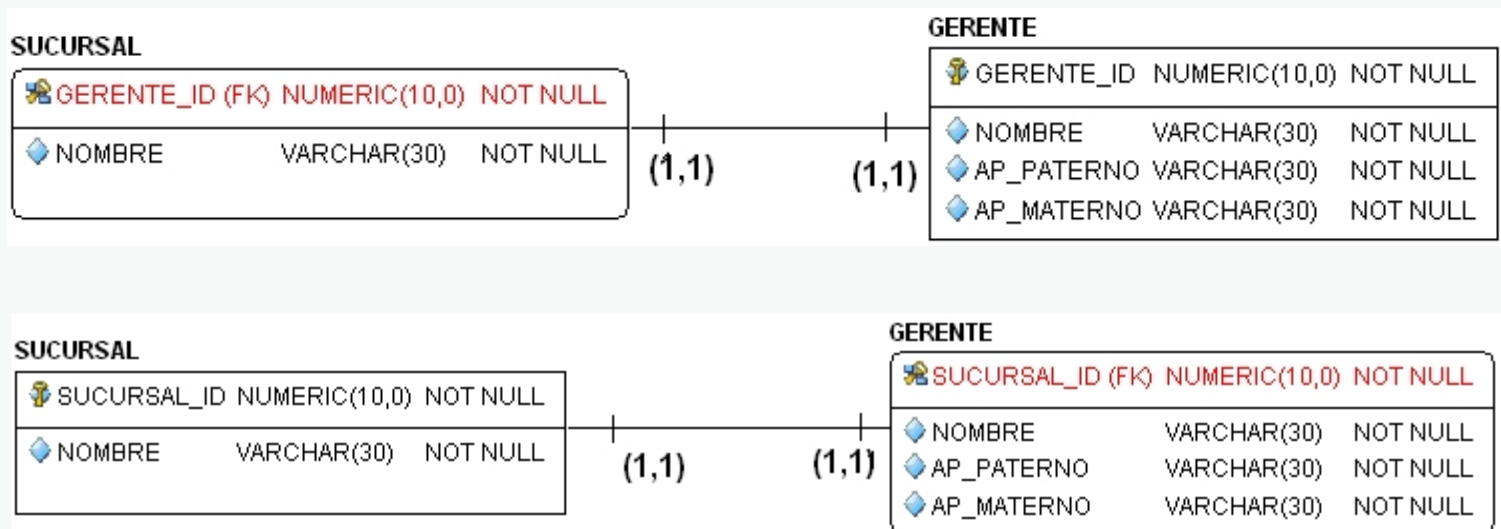 SUCURSAL
GERENTE_ID (FK) NUMERIC(10,0) NOT NULL
NOMBRE VARCHAR(30) NOT NULL
(1,1)
(1,1)
GERENTE
GERENTE_ID NUMERIC(10,0) NOT NULL
NOMBRE VARCHAR(30) NOT NULL
AP_PATERNO VARCHAR(30) NOT NULL
AP_MATERNO VARCHAR(30) NOT NULL
SUCURSAL
SUCURSAL_ID NUMERIC(10,0) NOT NULL
NOMBRE VARCHAR(30) NOT NULL
(1,1)
(1,1)
GERENTE
SUCURSAL_ID (FK) NUMERIC(10,0) NOT NULL
NOMBRE VARCHAR(30) NOT NULL
AP_PATERNO VARCHAR(30) NOT NULL
AP_MATERNO VARCHAR(30) NOT NULL